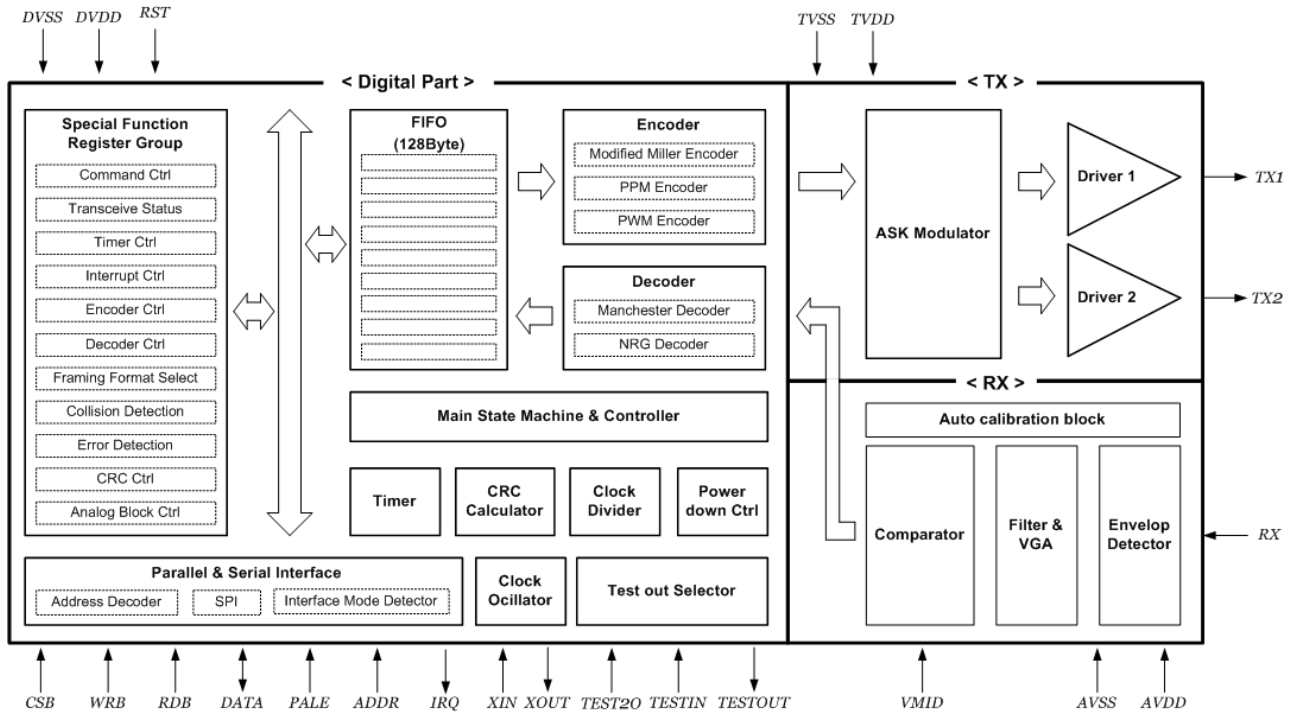 DVSS DVDD RST
TVSS TVDD
< Digital Part >
< TX >
Special Function
Register Group
Command Ctrl
Transceive Status
Timer Ctrl
Interrupt Ctrl
Encoder Ctrl
Decoder Ctrl
Framing Format Select
Collision Detection
Error Detection
CRC Ctrl
Analog Block Ctrl
FIFO
(128Byte)
Encoder
Modified Miller Encoder
PPM Encoder
PWM Encoder
Decoder
Manchester Decoder
NRG Decoder
Main State Machine & Controller
Timer
CRC
Calculator
Clock
Divider
Power
down Ctrl
Parallel & Serial Interface
Address Decoder
SPI
Interface Mode Detector
Clock
Ocillator
Test out Selector
ASK Modulator
Driver 1
TX1
Driver 2
TX2
< RX >
Auto calibration block
Comparator
Filter &
VGA
Envelop
Detector
RX
CSB WRB RDB DATA PALE ADDR IRQ XIN XOUT TEST2O TESTIN TESTOUT VMID AVSS AVDD